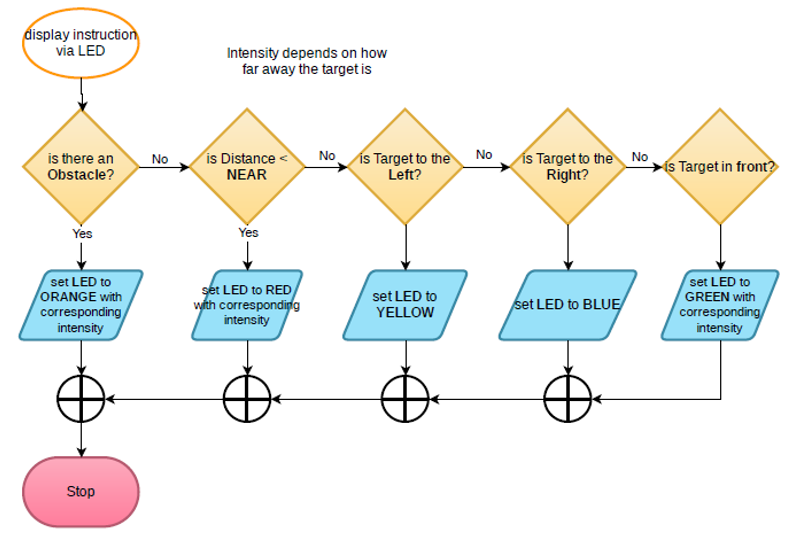 display instruction
via LED
Intensity depends on how
far away the target is
is there an
Obstacle?
No
is Distance <
NEAR
No
is Target to the
Left?
No
is Target to the
Right?
No
is Target in front?
Yes
Yes
set LED to
ORANGE with
corresponding
intensity
set LED to RED
with corresponding
intensity
set LED to
YELLOW
set LED to BLUE
set LED to
GREEN with
corresponding
intensity
Stop